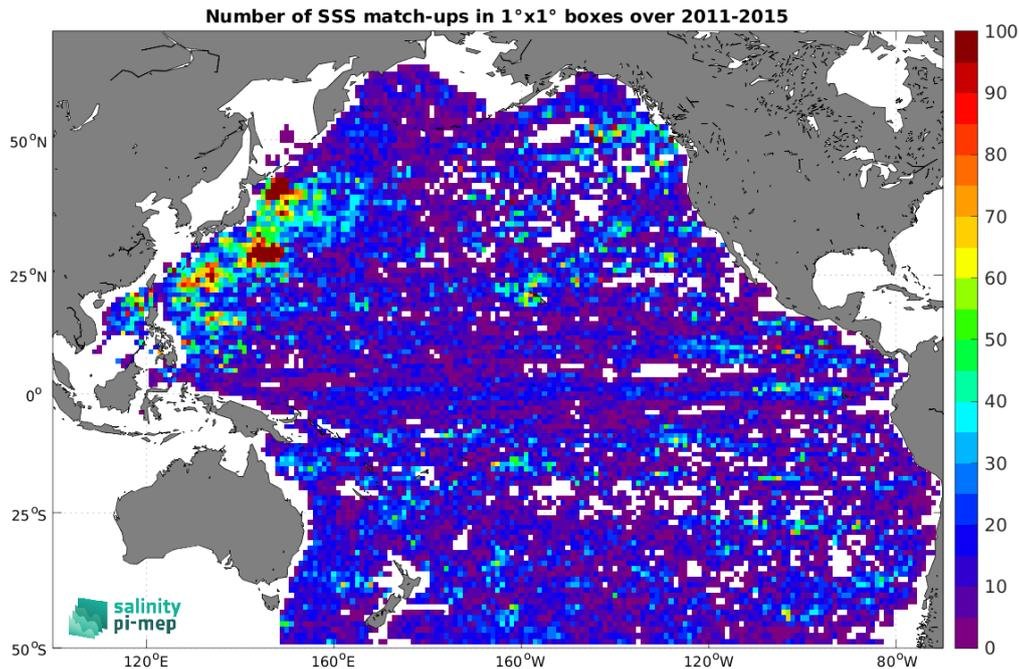 Number of SSS match-ups in 1°x1° boxes over 2011-2015
100
90
80
70
60
50
40
30
20
10
0
50°N
25°N
0°
25°S
50°S
120°E
160°E
160°W
120°W
80°W
salinity
pi-mep